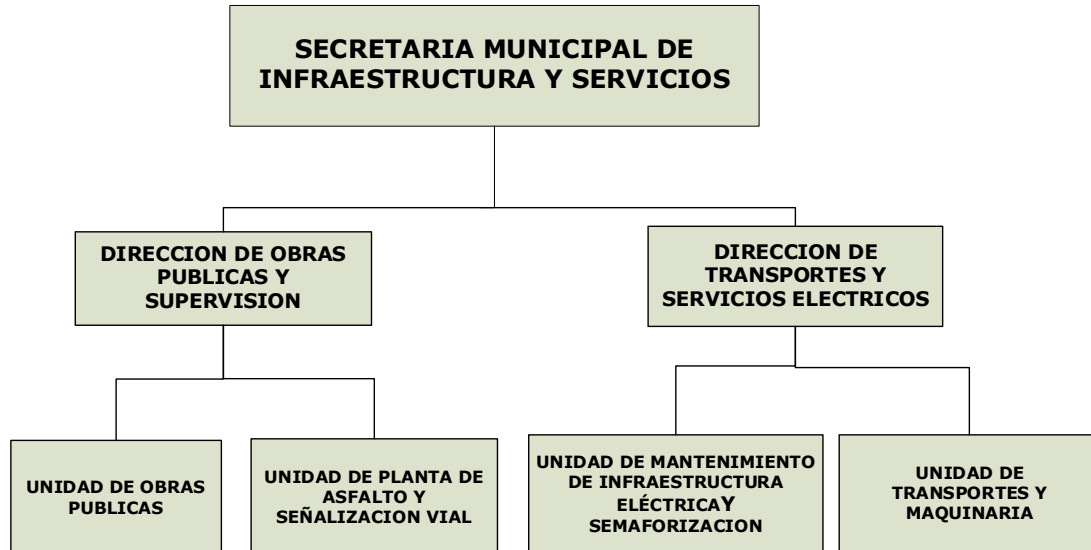 SECRETARIA MUNICIPAL DE
INFRAESTRUCTURA Y SERVICIOS
DIRECCION DE OBRAS
PUBLICAS Y
SUPERVISION
DIRECCION DE
TRANSPORTES Y
SERVICIOS ELECTRICOS
UNIDAD DE OBRAS
PUBLICAS
UNIDAD DE PLANTA DE
ASFALTO Y
SEÑALIZACION VIAL
UNIDAD DE MANTENIMIENTO
DE INFRAESTRUCTURA
ELÉCTRICAY
SEMAFORIZACION
UNIDAD DE
TRANSPORTES Y
MAQUINARIA